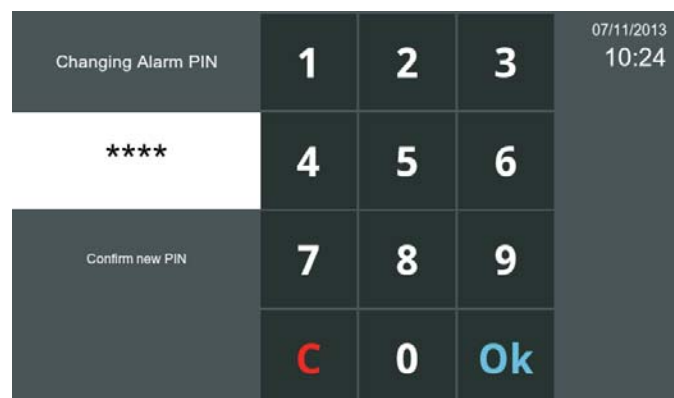 07/11/2013
Changing Alarm PIN 1 2 3 10:24
**** 4 5 6
Confirm new PIN 7 8 9
C 0 Ok